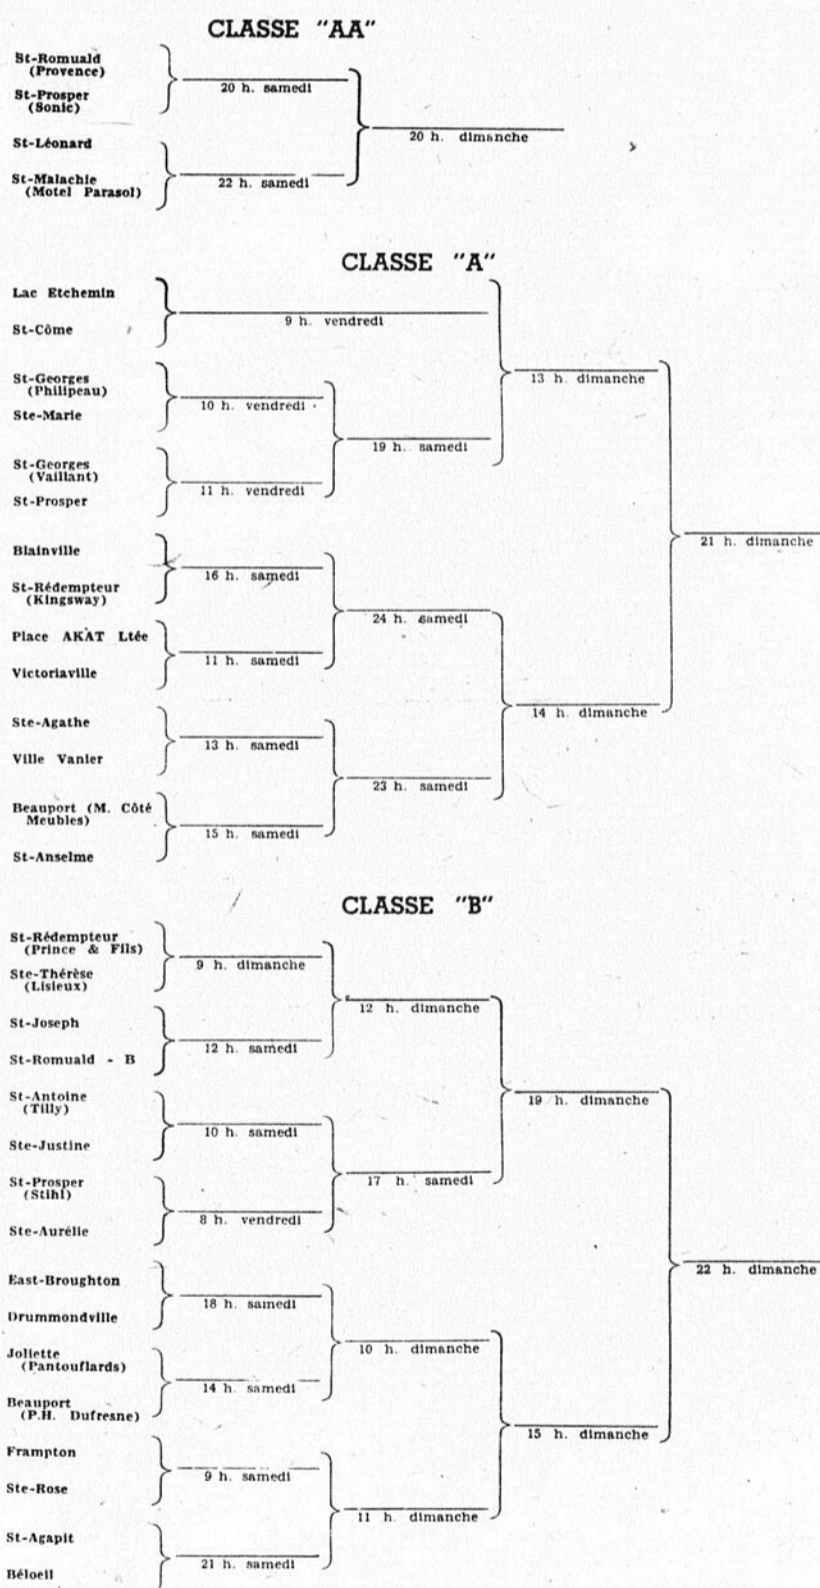 CLASSE "AA"
St-Romuald
(Provence)
20 h. samedi
St-Prosper
(Sonic)
20 h. dimanche
St-Léonard
22 h. samedi
St-Malachie
(Motel Parasol)
CLASSE "A"
Lac Etchemin
9 h. vendredi
St-Côme
13 h. dimanche
St-Georges
(Philipeau)
10 h. vendredi
Ste-Marie
19 h. samedi
St-Georges
(Vaillant)
11 h. vendredi
St-Prosper
21 h. dimanche
Blainville
16 h. samedi
St-Rédempteur
(Kingsway)
24 h. samedi
Place AKAT Ltée
11 h. samedi
Victoriaville
14 h. dimanche
Ste-Agathe
13 h. samedi
Ville Vanier
23 h. samedi
Beauport (M. Côté
Meubles)
15 h. samedi
St-Anselme
CLASSE "B"
St-Rédempteur
(Prince & Fils)
9 h. dimanche
Ste-Thérèse
(Lisieux)
12 h. dimanche
St-Joseph
12 h. samedi
St-Romuald - B
19 h. dimanche
St-Antoine
(Tilly)
10 h. samedi
Ste-Justine
17 h. samedi
St-Prosper
(Stihl)
8 h. vendredi
Ste-Aurélie
22 h. dimanche
East-Broughton
18 h. samedi
Drummondville
10 h. dimanche
Joliette
(Pantouflards)
14 h. samedi
Beauport
(P.H. Dufresne)
15 h. dimanche
Frampton
9 h. samedi
Ste-Rose
11 h. dimanche
St-Agapit
21 h. samedi
Béloeil